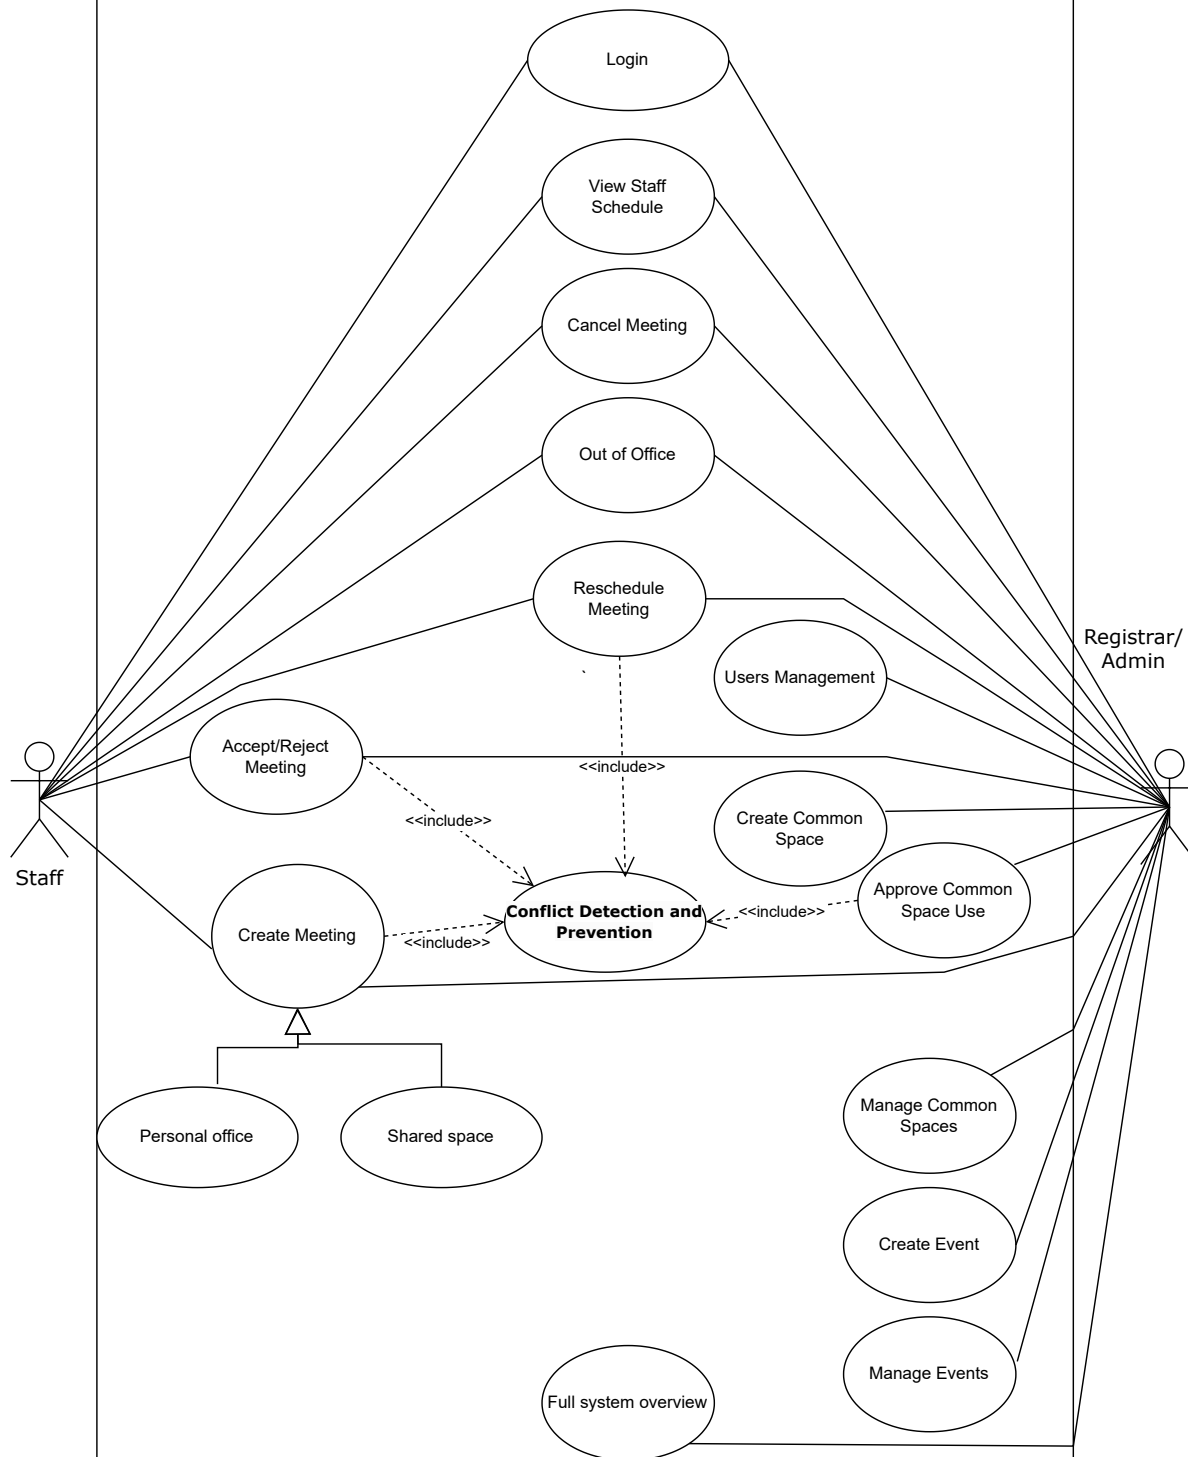 Login
View Staff
Schedule
Cancel Meeting
Out of Office
Reschedule
Meeting
Registrar/
Admin
Users Management
Accept/Reject
Meeting
<<include>>
<<include>>
Create Common
Space
Staff
Approve Common
Space Use
Conflict Detection and
Prevention
<<include>>
Create Meeting
<<include>>
Manage Common
Spaces
Personal office
Shared space
Create Event
Manage Events
Full system overview